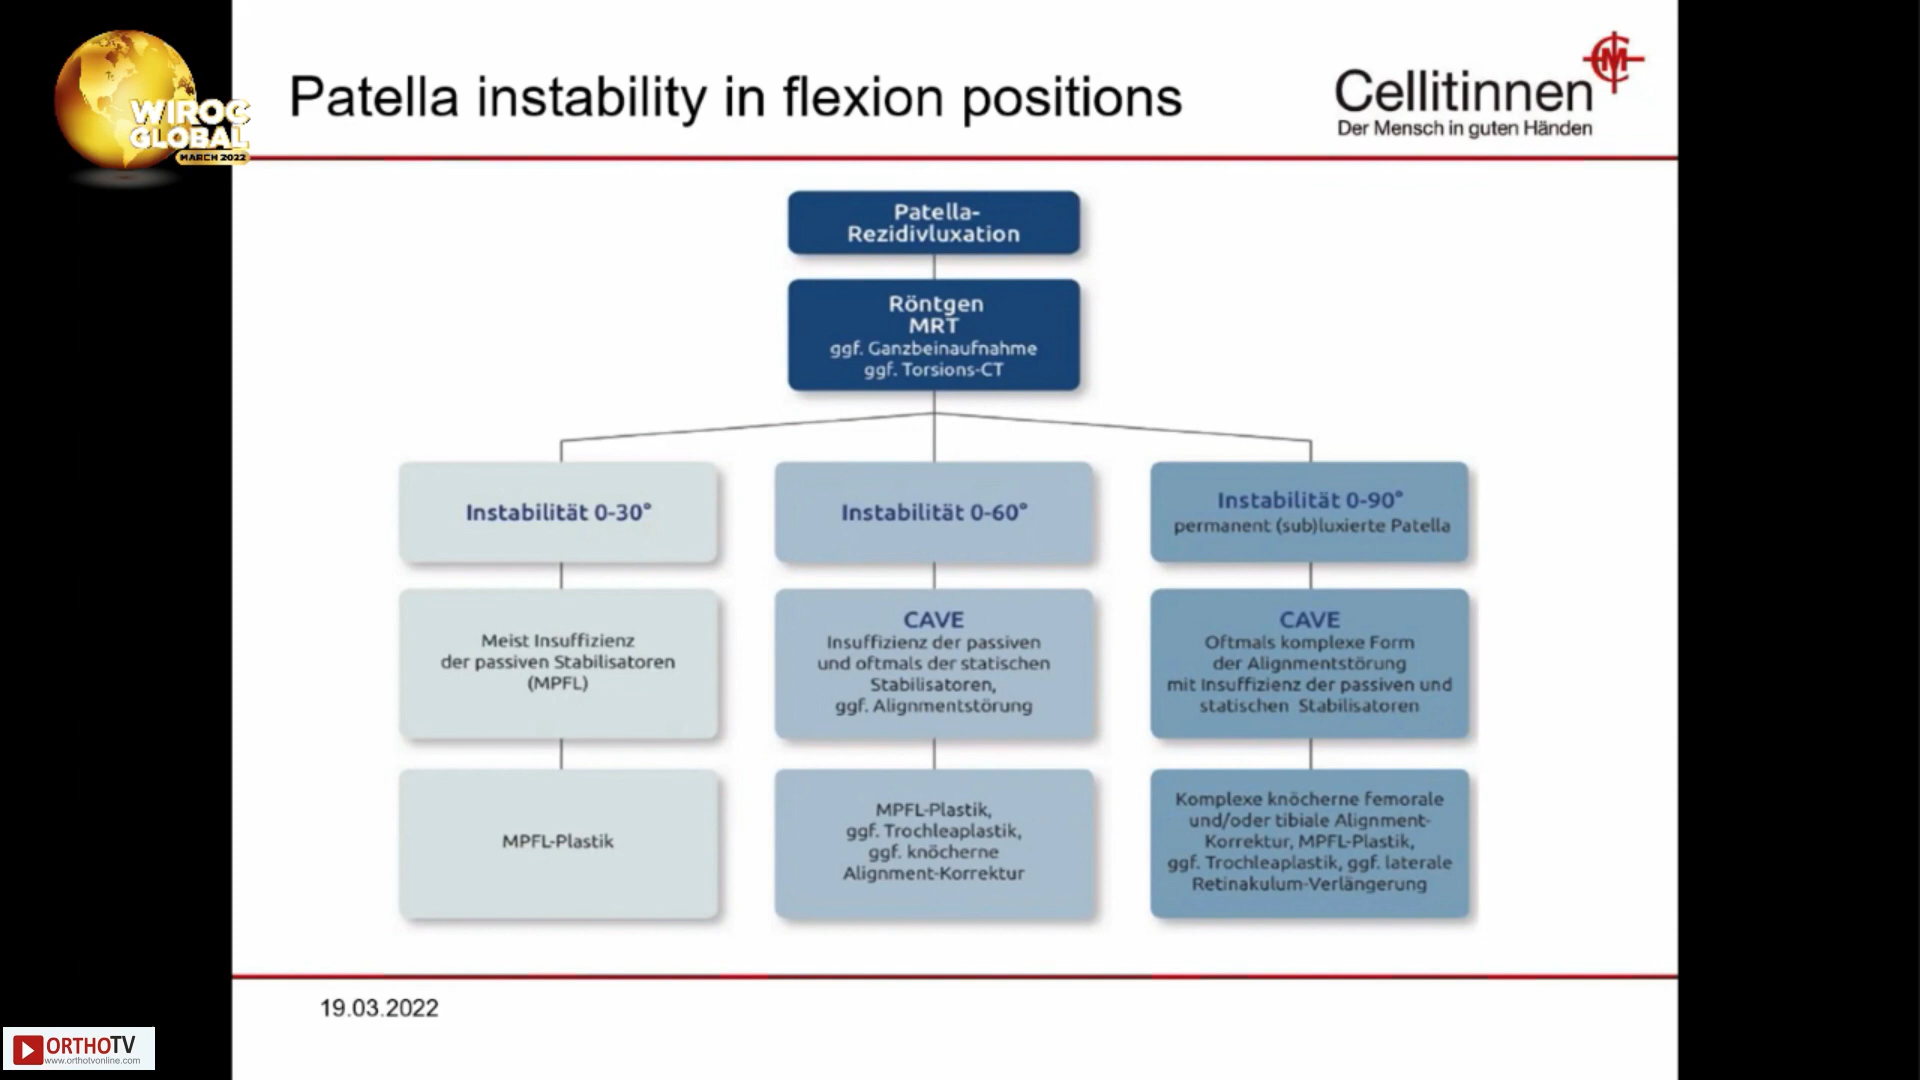 WIROC
GLOBAL
MARCH 2022
Patella instability in flexion positions
Cellitinnen
Der Mensch in guten Händen
Patella-
Rezidivluxation
Röntgen
MRT
ggf. Ganzbeinaufnahme
ggf. Torsions-CT
Instabilität 0-30°
Meist Insuffizienz
der passiven Stabilisatoren
(MPFL)
MPFL-Plastik
Instabilität 0-60°
CAVE
Insuffizienz der passiven
und oftmals der statischen
Stabilisatoren,
ggf. Alignmentstörung
MPFL-Plastik,
ggf. Trochleaplastik,
ggf. knöcherne
Alignment-Korrektur
Instabilität 0-90°
permanent (sub)luxierte Patella
CAVE
Oftmals komplexe Form
der Alignmentstörung
mit Insuffizienz der passiven und
statischen Stabilisatoren
Komplexe knöcherne femorale
und/oder tibiale Alignment-
Korrektur, MPFL-Plastik,
ggf. Trochleaplastik, ggf. laterale
Retinakulum-Verlängerung
19.03.2022
ORTHOTV
www.orthotvonline.com